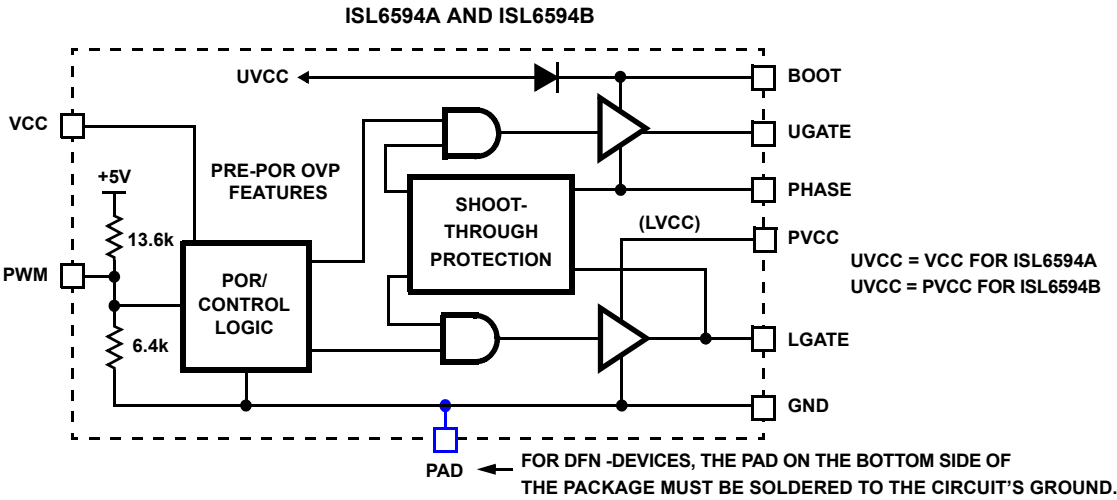 ISL6594A AND ISL6594B
UVCC
BOOT
VCC
UGATE
+5V
PRE-POR OVP
FEATURES
PHASE
SHOOT-
THROUGH
PROTECTION
(LVCC)
13.6k
PVCC
UVCC = VCC FOR ISL6594A
UVCC = PVCC FOR ISL6594B
PWM
POR/
CONTROL
LOGIC
6.4k
LGATE
GND
PAD
FOR DFN -DEVICES, THE PAD ON THE BOTTOM SIDE OF
THE PACKAGE MUST BE SOLDERED TO THE CIRCUIT'S GROUND.